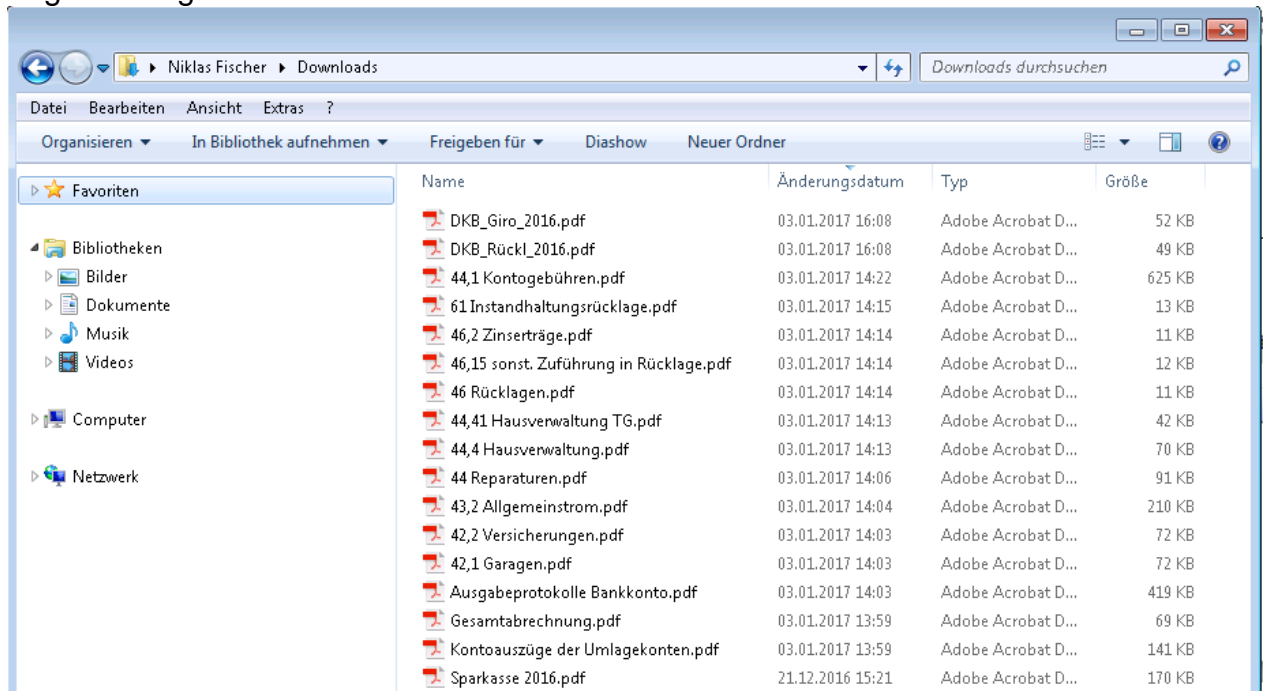 Niklas Fischer ▸ Downloads
Downloads durchsuchen
Datei Bearbeiten Ansicht Extras ?
Organisieren In Bibliothek aufnehmen Freigeben für Diashow Neuer Ordner
Favoriten
Bibliotheken
Bilder
Dokumente
Musik
Videos
Computer
Netzwerk
Name Änderungsdatum Typ Größe
DKB_Giro_2016.pdf 03.01.2017 16:08 Adobe Acrobat D... 52 KB
DKB_Rückl_2016.pdf 03.01.2017 16:08 Adobe Acrobat D... 49 KB
44,1 Kontogebühren.pdf 03.01.2017 14:22 Adobe Acrobat D... 625 KB
61 Instandhaltungsrücklage.pdf 03.01.2017 14:15 Adobe Acrobat D... 13 KB
46,2 Zinserträge.pdf 03.01.2017 14:14 Adobe Acrobat D... 11 KB
46,15 sonst. Zuführung in Rücklage.pdf 03.01.2017 14:14 Adobe Acrobat D... 12 KB
46 Rücklagen.pdf 03.01.2017 14:14 Adobe Acrobat D... 11 KB
44,41 Hausverwaltung TG.pdf 03.01.2017 14:13 Adobe Acrobat D... 42 KB
44,4 Hausverwaltung.pdf 03.01.2017 14:13 Adobe Acrobat D... 70 KB
44 Reparaturen.pdf 03.01.2017 14:06 Adobe Acrobat D... 91 KB
43,2 Allgemeinstrom.pdf 03.01.2017 14:04 Adobe Acrobat D... 210 KB
42,2 Versicherungen.pdf 03.01.2017 14:03 Adobe Acrobat D... 72 KB
42,1 Garagen.pdf 03.01.2017 14:03 Adobe Acrobat D... 72 KB
Ausgabeprotokolle Bankkonto.pdf 03.01.2017 14:03 Adobe Acrobat D... 419 KB
Gesamtabrechnung.pdf 03.01.2017 13:59 Adobe Acrobat D... 69 KB
Kontoauszüge der Umlagekonten.pdf 03.01.2017 13:59 Adobe Acrobat D... 141 KB
Sparkasse 2016.pdf 21.12.2016 15:21 Adobe Acrobat D... 170 KB